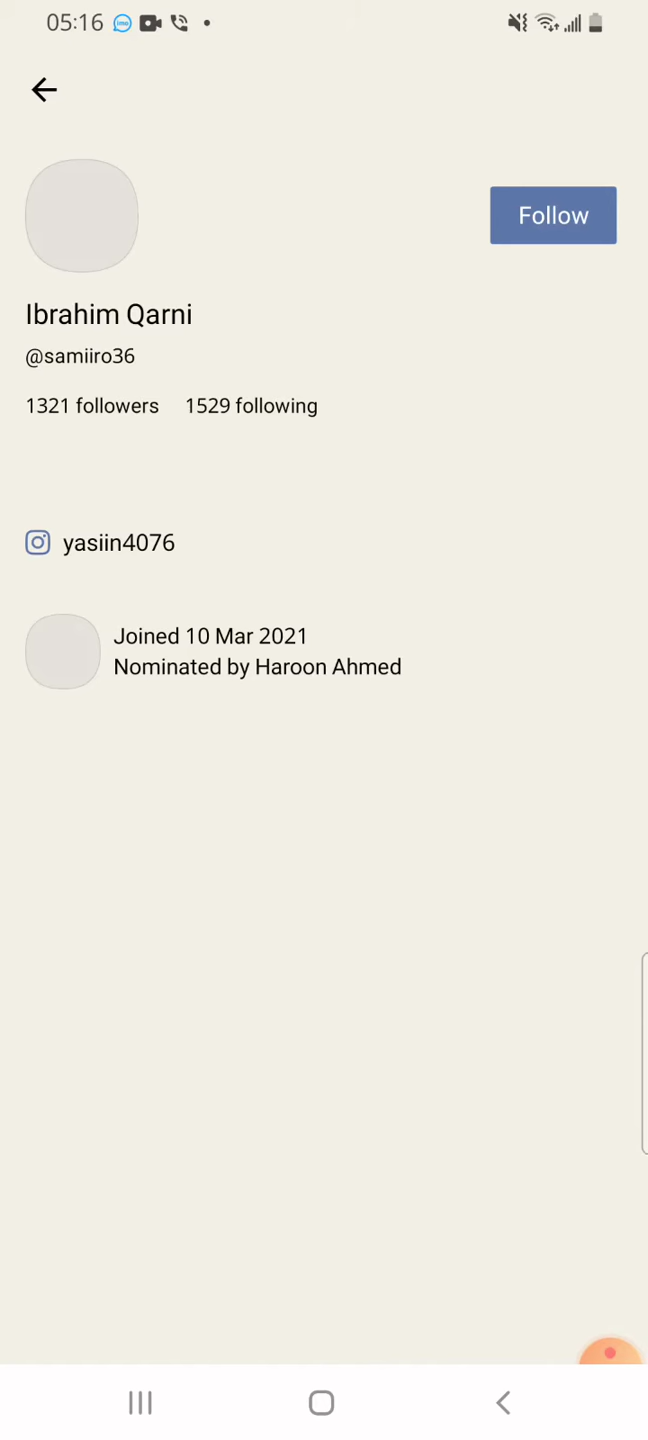 05:16
Follow
Ibrahim Qarni
@samiiro36
1321 followers 1529 following
yasiin4076
Joined 10 Mar 2021
Nominated by Haroon Ahmed